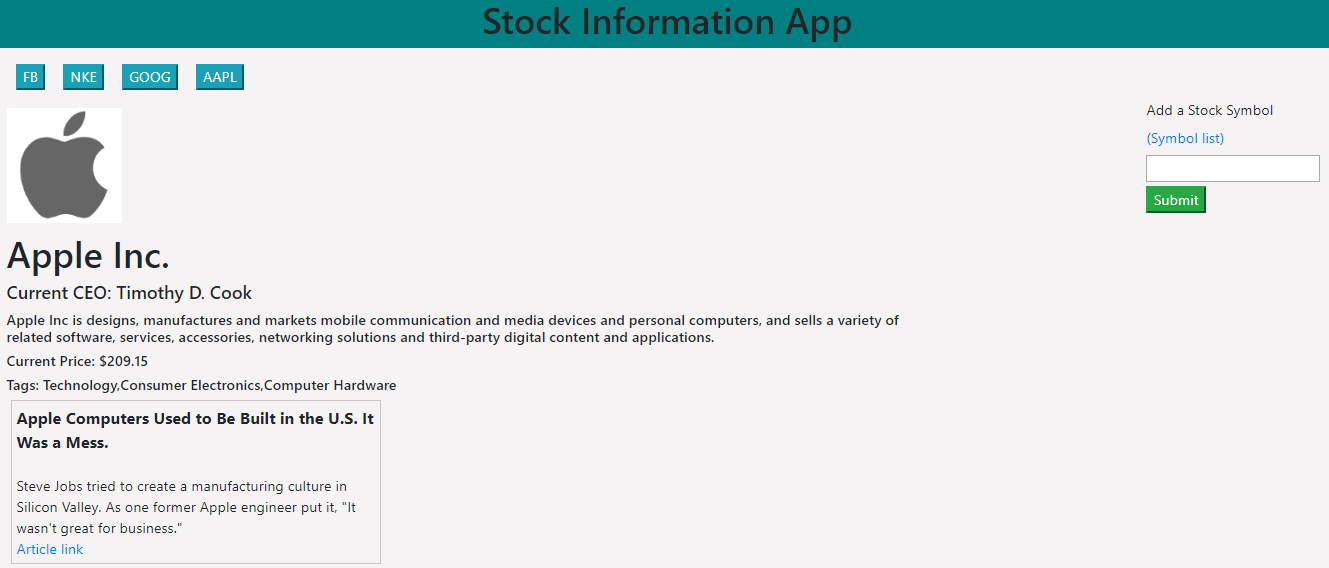 Stock Information App
FB NKE GOOG AAPL
Add a Stock Symbol
(Symbol list)
Submit
Apple Inc.
Current CEO: Timothy D. Cook
Apple Inc is designs, manufactures and markets mobile communication and media devices and personal computers, and sells a variety of
related software, services, accessories, networking solutions and third-party digital content and applications.
Current Price: $209.15
Tags: Technology,Consumer Electronics,Computer Hardware
Apple Computers Used to Be Built in the U.S. It
Was a Mess.
Steve Jobs tried to create a manufacturing culture in
Silicon Valley. As one former Apple engineer put it, "It
wasn't great for business."
Article link